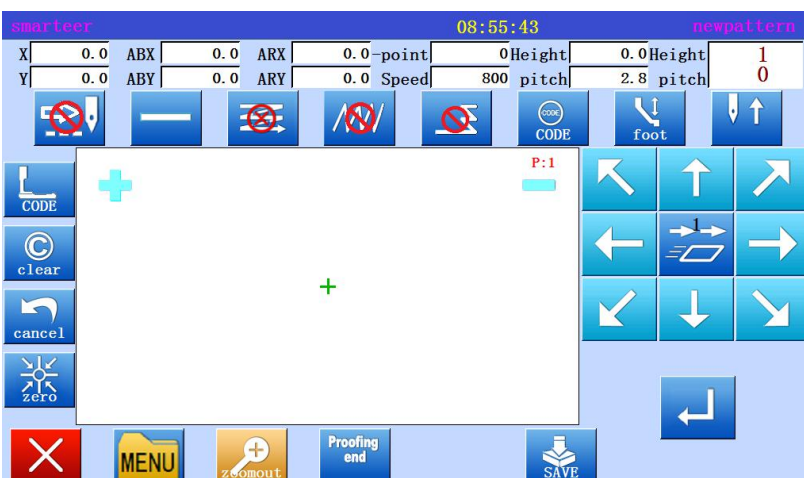 smarteer 08:55:43 newpattern
X 0.0 ABX 0.0 ARX 0.0 -point 0 Height 0.0 Height 1
Y 0.0 ABY 0.0 ARY 0.0 Speed 800 pitch 2.8 pitch 0
CODE
CODE foot
P:1
CODE
1
C
clear
cancel
zero
MENU
zoomout
Proofing
end
SAVE